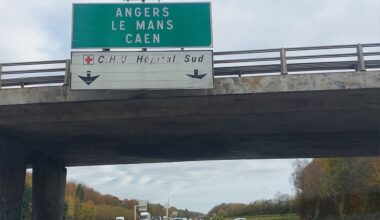 ANGERS
LE MANS
CAEN
C.H.U Hôpital Sud